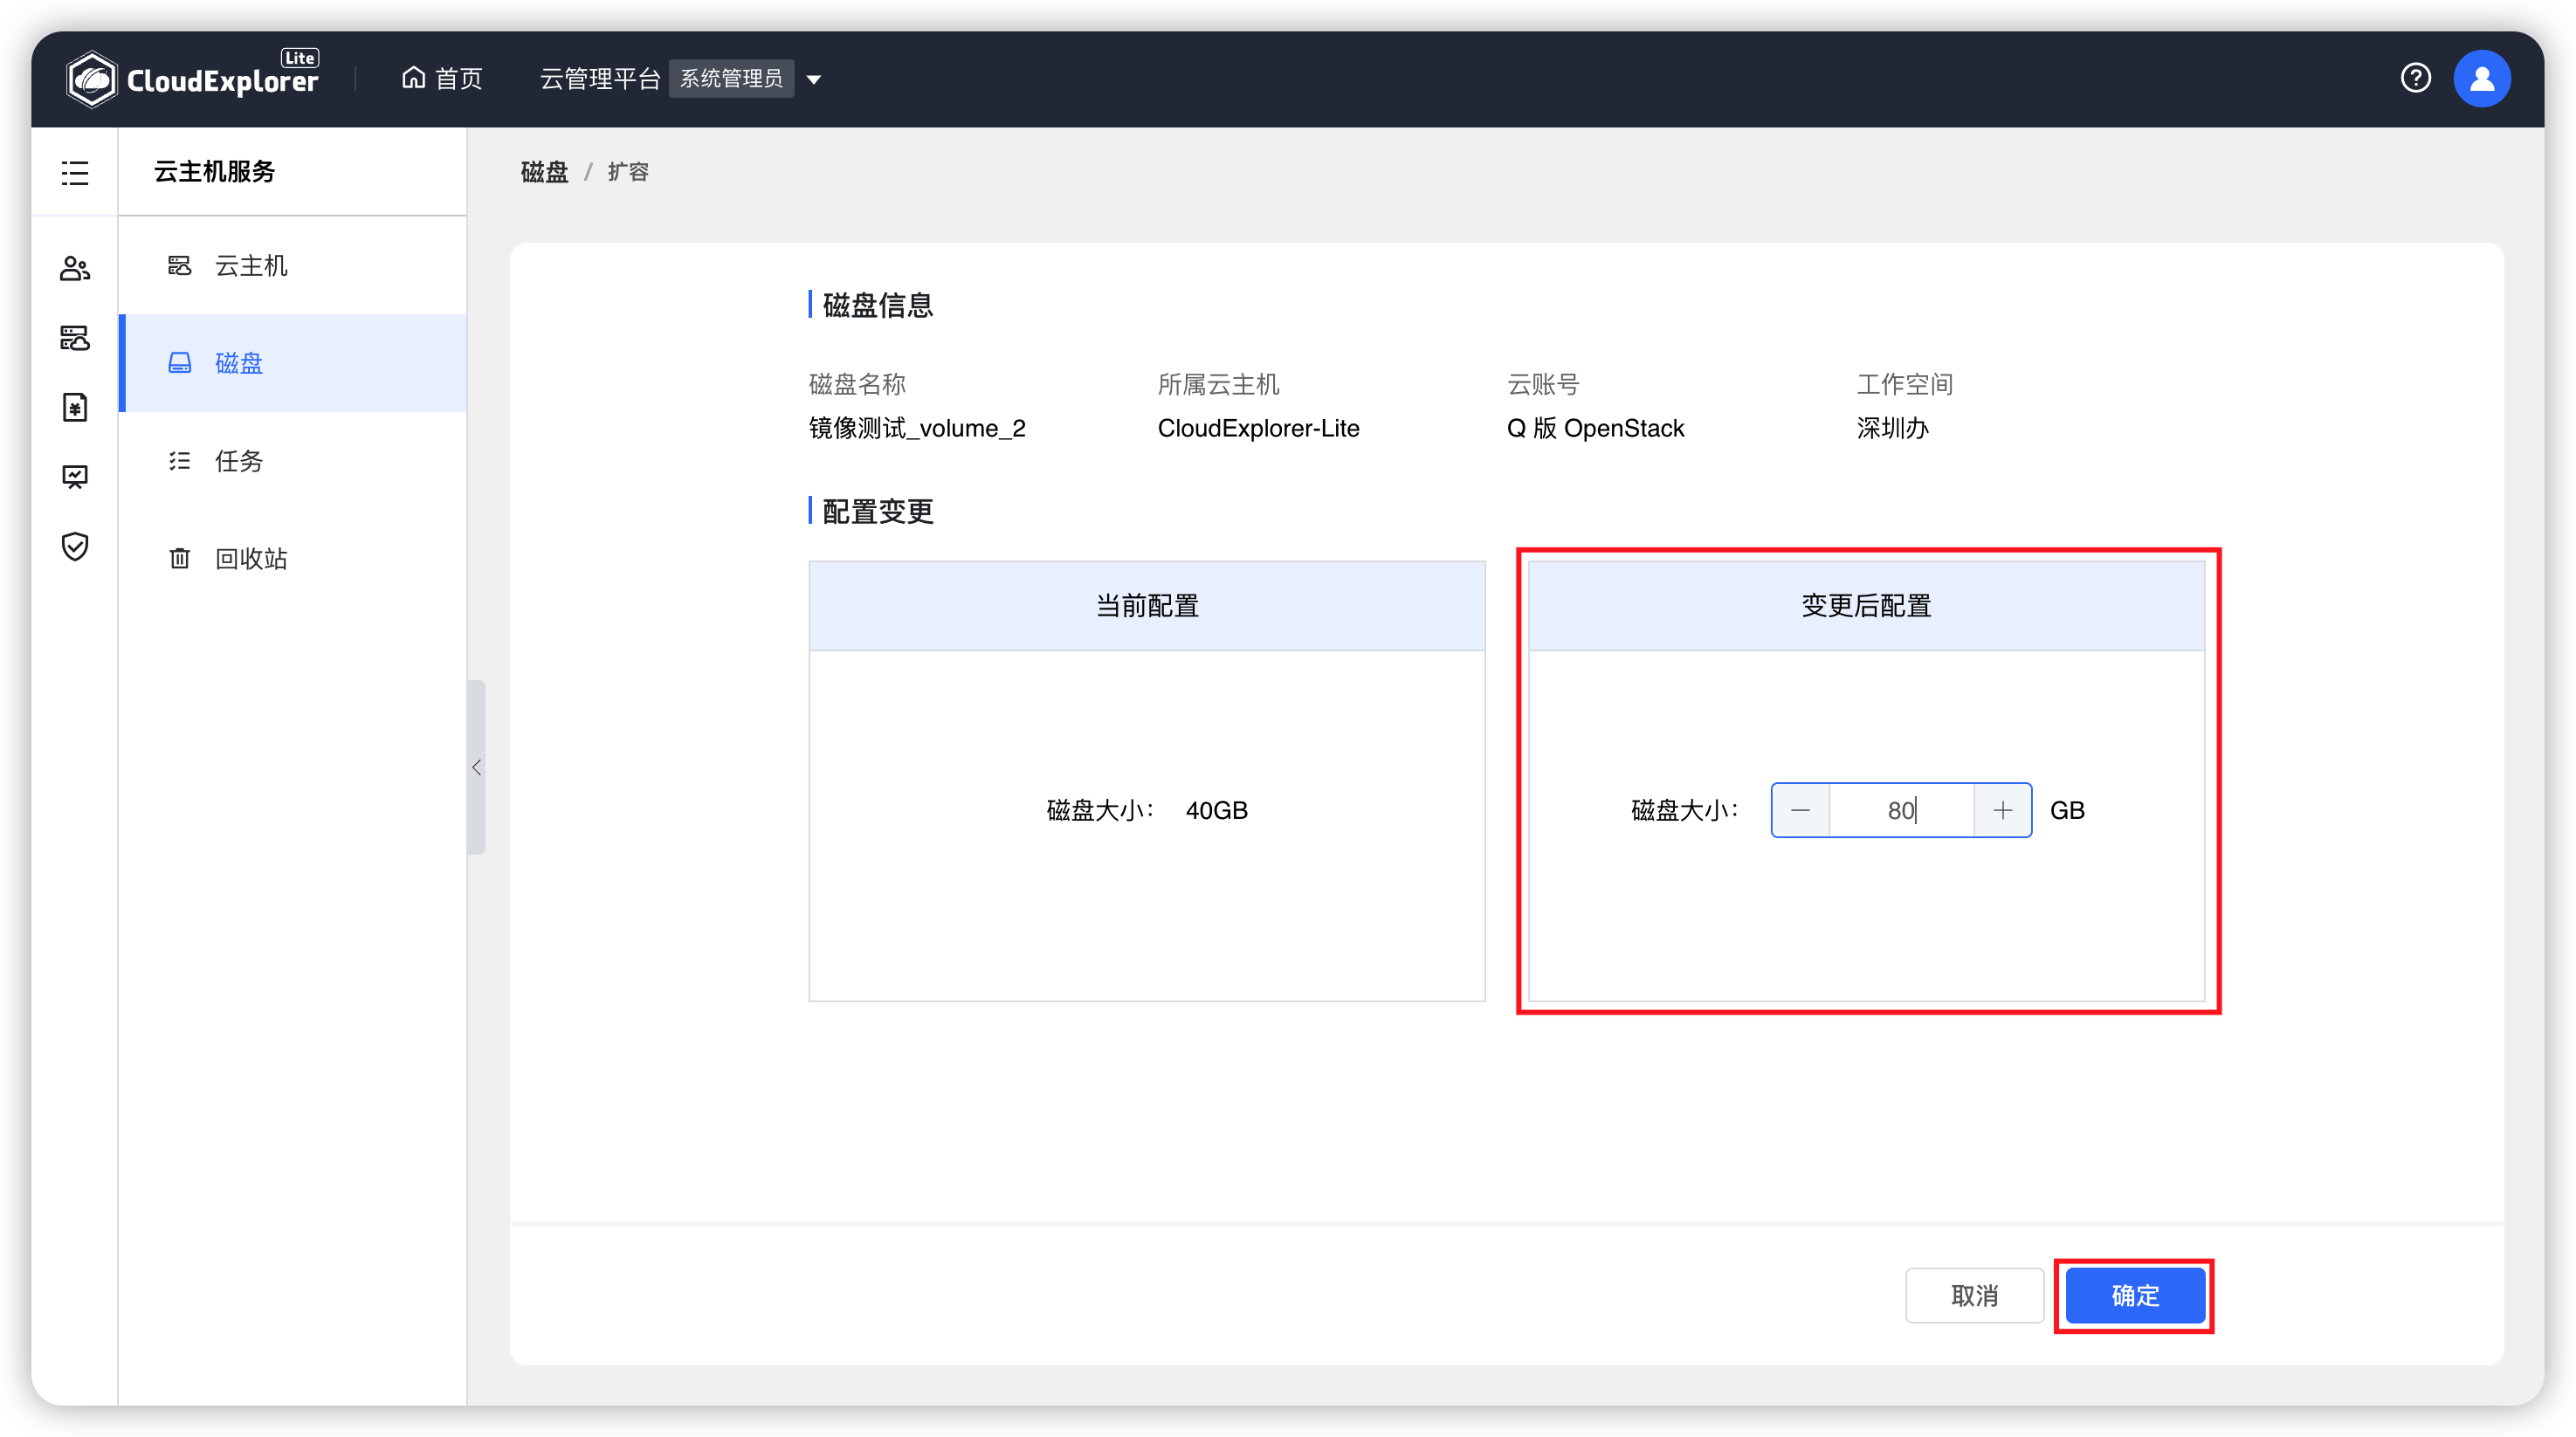 CloudExplorer Lite
首页
云管理平台 系统管理员
云主机服务
云主机
磁盘
任务
回收站
磁盘 / 扩容
磁盘信息
磁盘名称 所属云主机 云账号 工作空间
镜像测试_volume_2 CloudExplorer-Lite Q 版 OpenStack 深圳办
配置变更
当前配置 变更后配置
磁盘大小： 40GB 磁盘大小： 80 GB
取消 确定